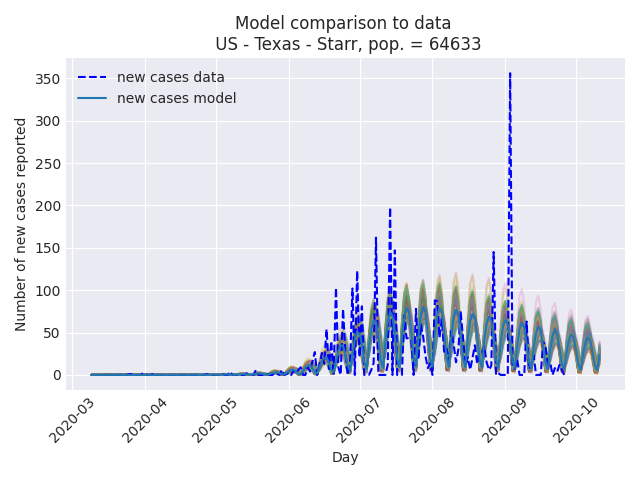 Model comparison to data
US - Texas - Starr, pop. = 64633
new cases data
new cases model
Number of new cases reported
350
300
250
200
150
100
50
0
2020-03
2020-04
2020-05
2020-06
2020-07
2020-08
2020-09
2020-10
Day